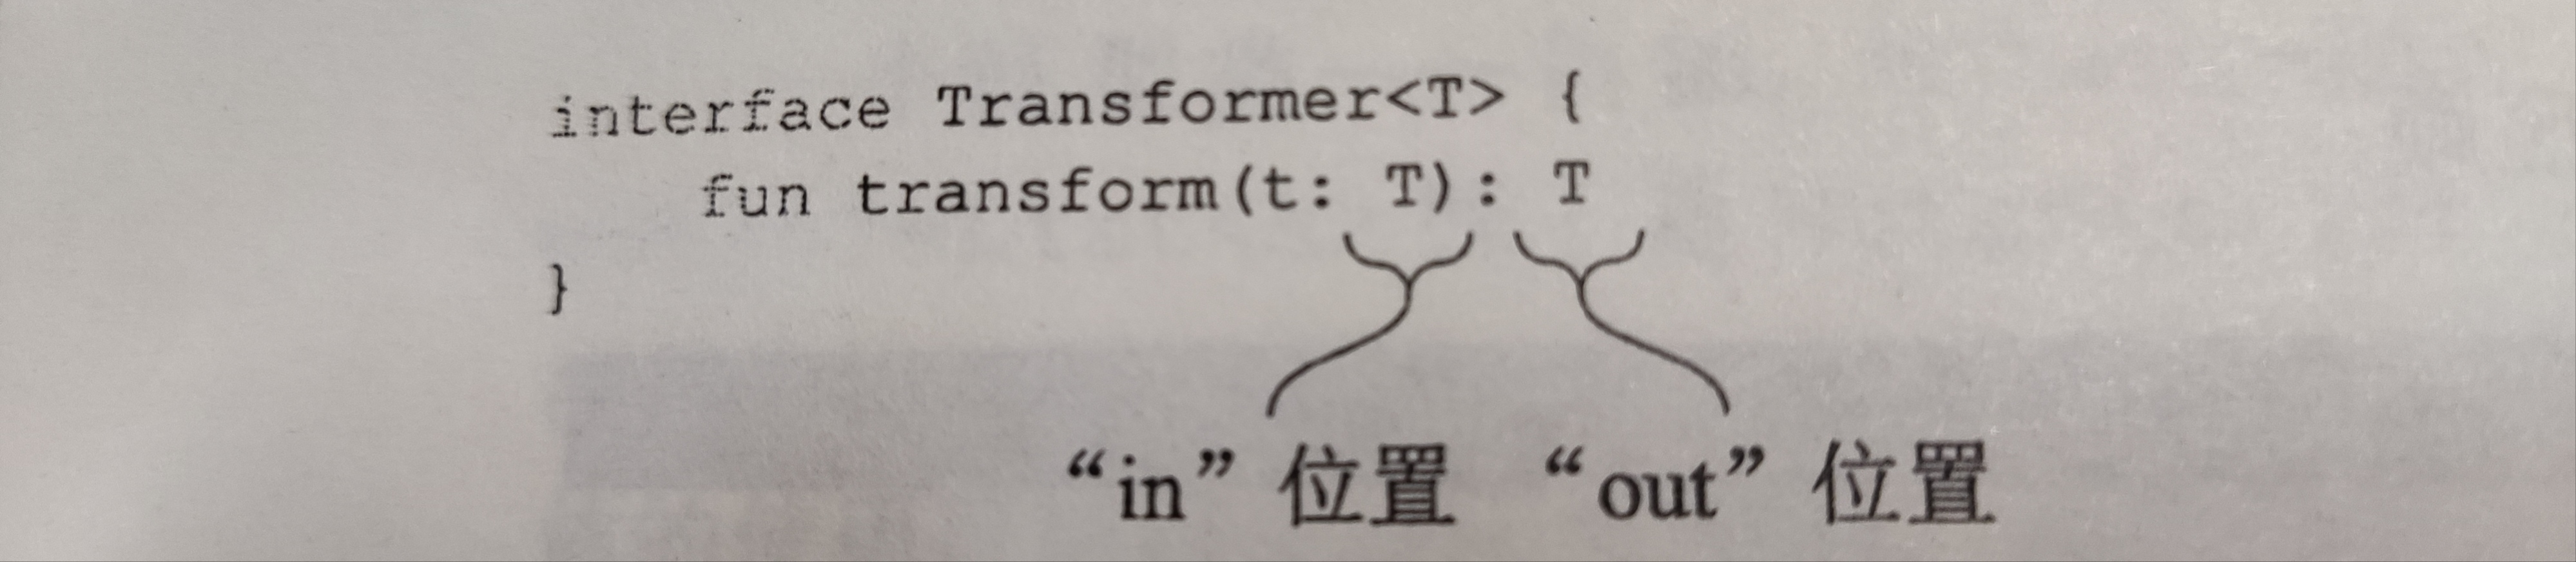 interface Transformer<T> {
    fun transform(t: T): T
}
“in” 位置 “out” 位置